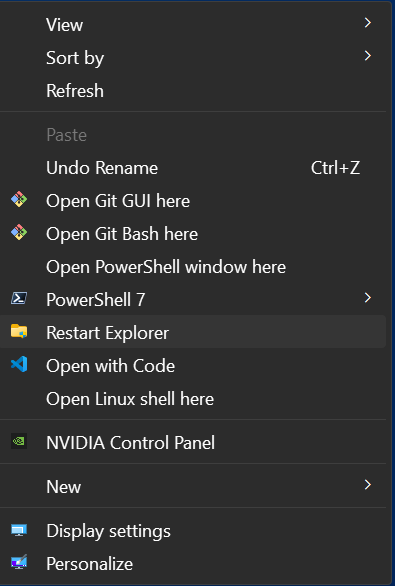 View
Sort by
Refresh
Paste
Undo Rename Ctrl+Z
Open Git GUI here
Open Git Bash here
Open PowerShell window here
PowerShell 7
Restart Explorer
Open with Code
Open Linux shell here
NVIDIA Control Panel
New
Display settings
Personalize